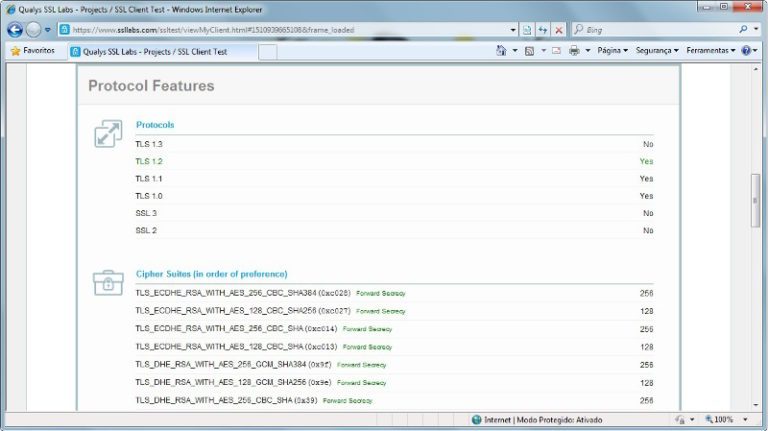 Qualys SSL Labs - Projects / SSL Client Test - Windows Internet Explorer
https://www.ssllabs.com/ssltest/viewMyClient.html#1510939665108&frame_loaded
Bing
Favoritos
Qualys SSL Labs - Projects / SSL Client Test
Página
Segurança
Ferramentas
Protocol Features
Protocols
TLS 1.3 No
TLS 1.2 Yes
TLS 1.1 Yes
TLS 1.0 Yes
SSL 3 No
SSL 2 No
Cipher Suites (in order of preference)
TLS_ECDHE_RSA_WITH_AES_256_CBC_SHA384 (0xc028) Forward Secrecy 256
TLS_ECDHE_RSA_WITH_AES_128_CBC_SHA256 (0xc027) Forward Secrecy 128
TLS_ECDHE_RSA_WITH_AES_256_CBC_SHA (0xc014) Forward Secrecy 256
TLS_ECDHE_RSA_WITH_AES_128_CBC_SHA (0xc013) Forward Secrecy 128
TLS_DHE_RSA_WITH_AES_256_GCM_SHA384 (0x9f) Forward Secrecy 256
TLS_DHE_RSA_WITH_AES_128_GCM_SHA256 (0x9e) Forward Secrecy 128
TLS_DHE_RSA_WITH_AES_256_CBC_SHA (0x39) Forward Secrecy 256
Internet | Modo Protegido: Ativado
100%